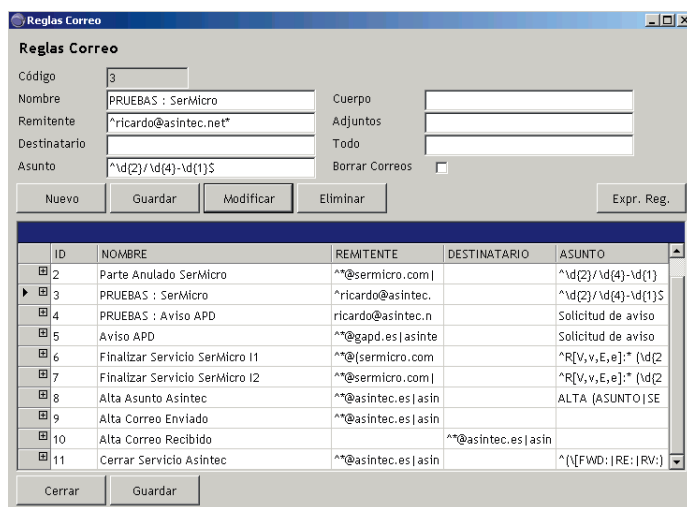 Reglas Correo
Reglas Correo
Código 3
Nombre PRUEBAS : SerMicro Cuerpo
Remitente ^ricardo@asintec.net* Adjuntos
Destinatario Todo
Asunto ^\d{2}/\d{4}-\d{1}$ Borrar Correos
Nuevo Guardar Modificar Eliminar Expr. Reg.
ID NOMBRE REMITENTE DESTINATARIO ASUNTO
2 Parte Anulado SerMicro ^*@sermicro.com| ^\d{2}/\d{4}-\d{1}
3 PRUEBAS : SerMicro ^ricardo@asintec. ^\d{2}/\d{4}-\d{1}$
4 PRUEBAS : Aviso APD ricardo@asintec.n Solicitud de aviso
5 Aviso APD ^*@gapd.es|asinte Solicitud de aviso
6 Finalizar Servicio SerMicro I1 ^*@(sermicro.com ^R[V,v,E,e]:* (\d{2
7 Finalizar Servicio SerMicro I2 ^*@sermicro.com| ^R[V,v,E,e]:* (\d{2
8 Alta Asunto Asintec ^*@asintec.es|asin ALTA (ASUNTO|SE
9 Alta Correo Enviado ^*@asintec.es|asin
10 Alta Correo Recibido ^*@asintec.es|asin
11 Cerrar Servicio Asintec ^*@asintec.es|asin ^(\[FWD:|RE:|RV:)
Cerrar Guardar